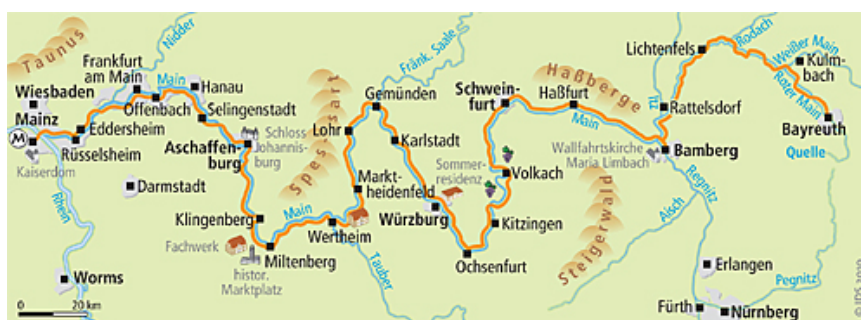 Taunus
Nidder
Frankfurt
am Main
Main
Hanau
Wiesbaden
Mainz
M
Offenbach
Selingenstadt
Eddersheim
Rüsselsheim
Kaiserdom
Aschaffen-
burg
Schloss
Johannis-
burg
Darmstadt
Rhein
Worms
0 20 km
Klingenberg
Fachwerk
Miltenberg
histor.
Marktplatz
Main
Wertheim
Tauber
Spessart
Lohr
Markt-
heidenfeld
Gemünden
Fränk. Saale
Karlstadt
Sommer-
residenz
Würzburg
Ochsenfurt
Kitzingen
Volkach
Schwein-
furt
Haßfurt
Haßberge
Main
Steigerwald
Wallfahrtskirche
Maria Limbach
Bamberg
Rattelsdorf
Itz
Lichtenfels
Rodach
Weißer Main
Kulm-
bach
Roter Main
Bayreuth
Quelle
Regnitz
Aisch
Erlangen
Pegnitz
Fürth
Nürnberg